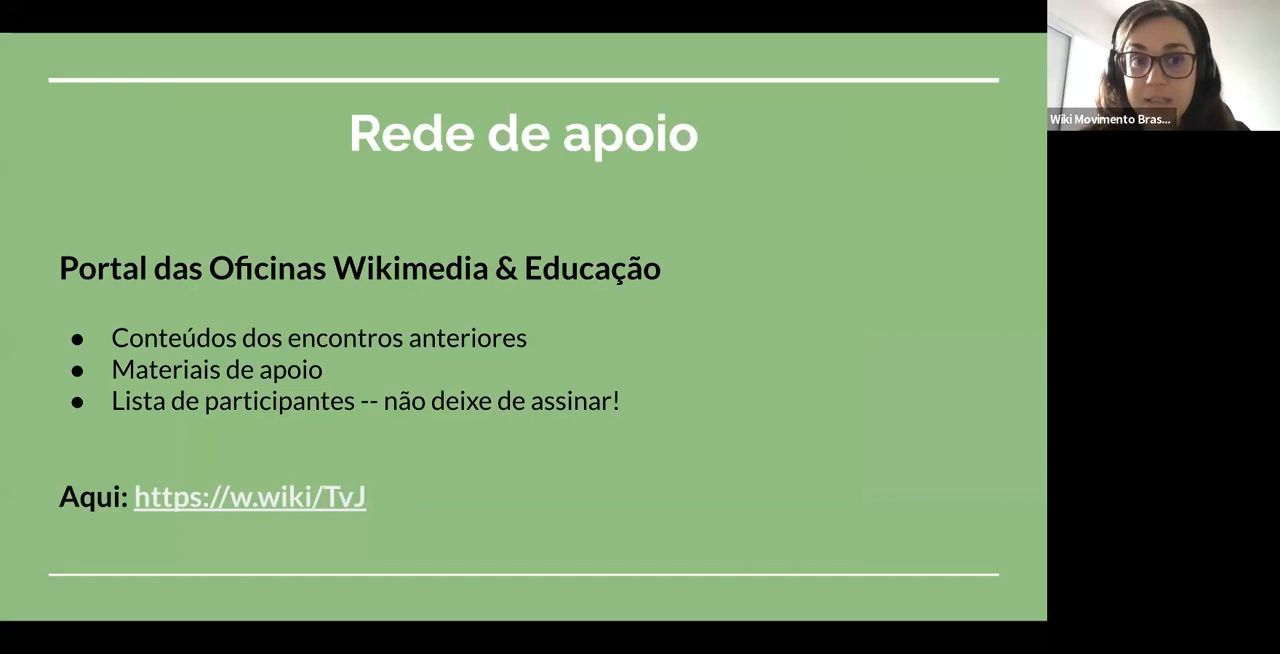 Rede de apoio
Portal das Oficinas Wikimedia & Educação
● Conteúdos dos encontros anteriores
● Materiais de apoio
● Lista de participantes -- não deixe de assinar!
Aqui: https://w.wiki/TvJ
Wiki Movimento Bras...